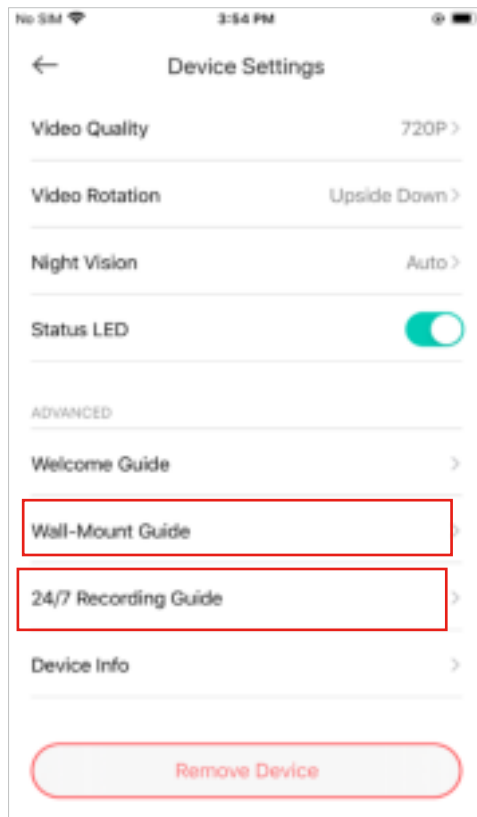 No SIM 3:54 PM
Device Settings
Video Quality 720P
Video Rotation Upside Down
Night Vision Auto
Status LED
ADVANCED
Welcome Guide
Wall-Mount Guide
24/7 Recording Guide
Device Info
Remove Device